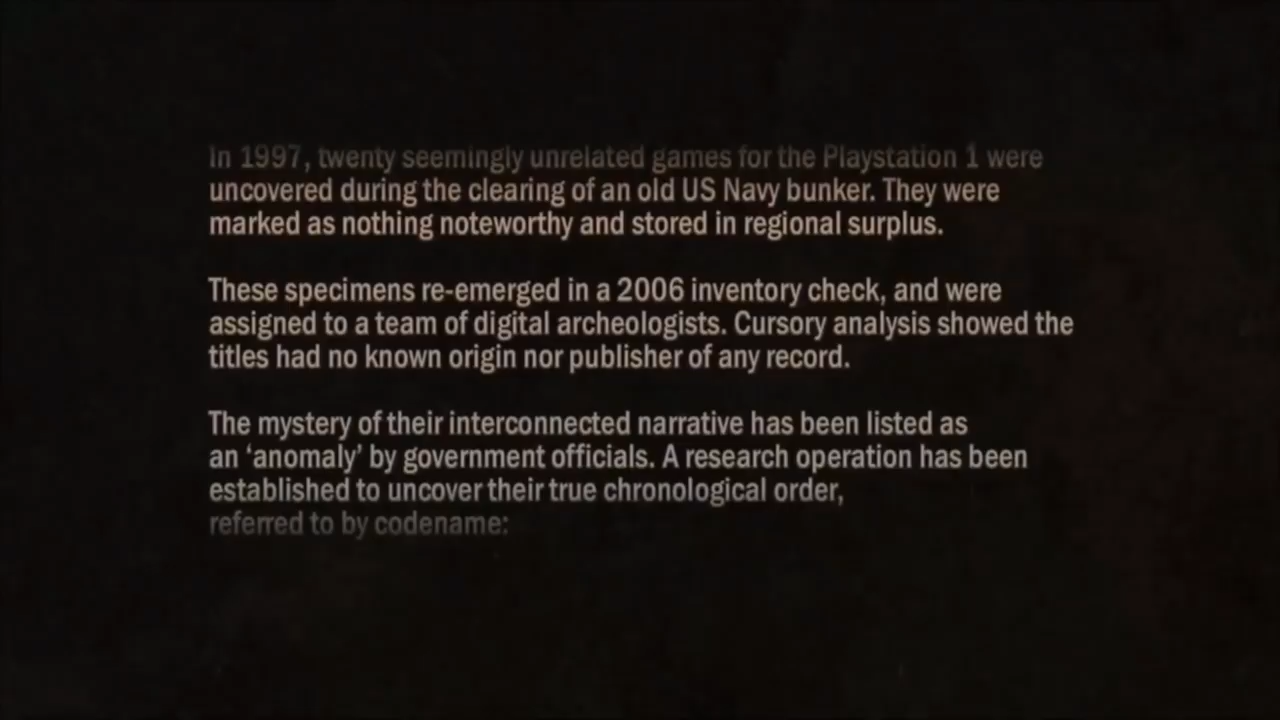 In 1997, twenty seemingly unrelated games for the Playstation 1 were
uncovered during the clearing of an old US Navy bunker. They were
marked as nothing noteworthy and stored in regional surplus.
These specimens re-emerged in a 2006 inventory check, and were
assigned to a team of digital archeologists. Cursory analysis showed the
titles had no known origin nor publisher of any record.
The mystery of their interconnected narrative has been listed as
an ‘anomaly’ by government officials. A research operation has been
established to uncover their true chronological order,
referred to by codename: